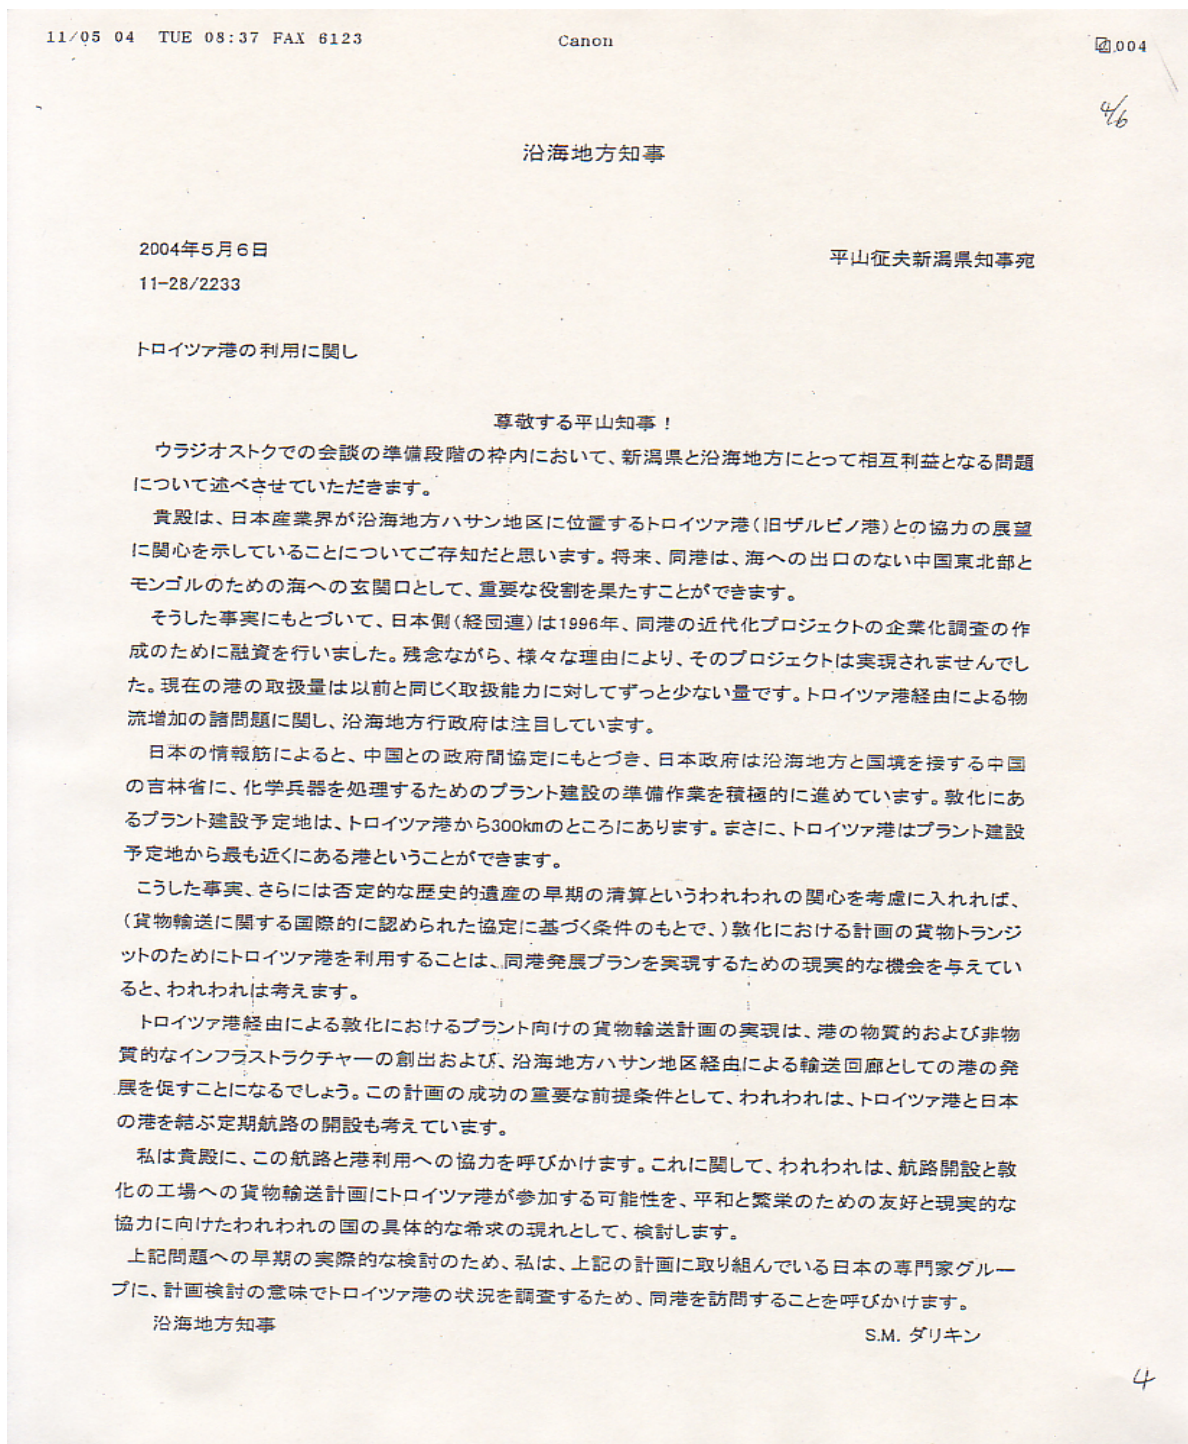 11/05 04 TUE 08:37 FAX 6123 Canon 004
4/6
沿海地方知事
2004年5月6日
平山征夫新潟県知事宛
11-28/2233
トロイツァ港の利用に関し
尊敬する平山知事！
ウラジオストクでの会談の準備段階の枠内において、新潟県と沿海地方にとって相互利益となる問題
について述べさせていただきます。
貴殿は、日本産業界が沿海地方ハサン地区に位置するトロイツァ港(旧ザルビノ港)との協力の展望
に関心を示していることについてご存知だと思います。将来、同港は、海への出口のない中国東北部と
モンゴルのための海への玄関口として、重要な役割を果たすことができます。
そうした事実にもとづいて、日本側(経団連)は1996年、同港の近代化プロジェクトの企業化調査の作
成のために融資を行いました。残念ながら、様々な理由により、そのプロジェクトは実現されませんでし
た。現在の港の取扱量は以前と同じく取扱能力に対してずっと少ない量です。トロイツァ港経由による物
流増加の諸問題に関し、沿海地方行政府は注目しています。
日本の情報筋によると、中国との政府間協定にもとづき、日本政府は沿海地方と国境を接する中国
の吉林省に、化学兵器を処理するためのプラント建設の準備作業を積極的に進めています。敦化にあ
るプラント建設予定地は、トロイツァ港から300kmのところにあります。まさに、トロイツァ港はプラント建設
予定地から最も近くにある港ということができます。
こうした事実、さらには否定的な歴史的遺産の早期の清算というわれわれの関心を考慮に入れれば、
(貨物輸送に関する国際的に認められた協定に基づく条件のもとで、)敦化における計画の貨物トランジ
ットのためにトロイツァ港を利用することは、同港発展プランを実現するための現実的な機会を与えてい
ると、われわれは考えます。
トロイツァ港経由による敦化におけるプラント向けの貨物輸送計画の実現は、港の物質的および非物
質的なインフラストラクチャーの創出および、沿海地方ハサン地区経由による輸送回廊としての港の発
展を促すことになるでしょう。この計画の成功の重要な前提条件として、われわれは、トロイツァ港と日本
の港を結ぶ定期航路の開設も考えています。
私は貴殿に、この航路と港利用への協力を呼びかけます。これに関して、われわれは、航路開設と敦
化の工場への貨物輸送計画にトロイツァ港が参加する可能性を、平和と繁栄のための友好と現実的な
協力に向けたわれわれの国の具体的な希求の現れとして、検討します。
上記問題への早期の実際的な検討のため、私は、上記の計画に取り組んでいる日本の専門家グルー
プに、計画検討の意味でトロイツァ港の状況を調査するため、同港を訪問することを呼びかけます。
沿海地方知事
S.M. ダリキン
4